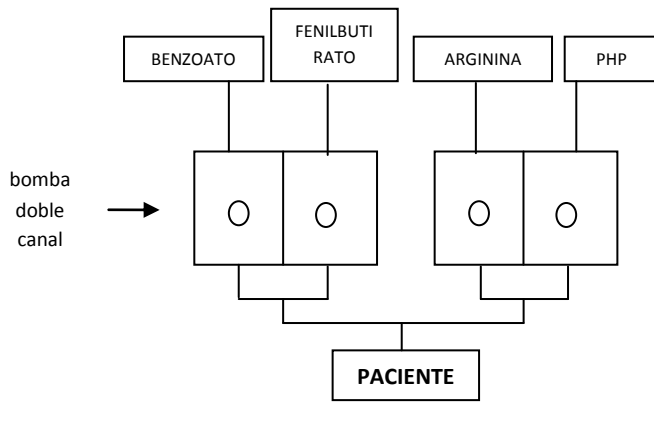 FENILBUTI
RATO
BENZOATO
ARGININA
PHP
bomba
doble
canal
PACIENTE